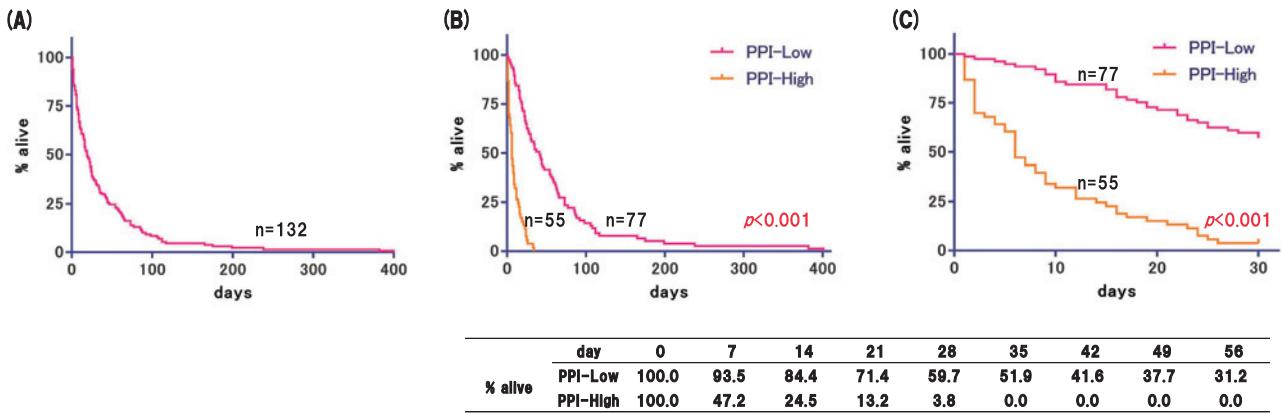 (A)
100
75
50
25
0
% alive
n=132
0 100 200 300 400
days
(B)
PPI-Low
PPI-High
100
75
50
25
0
% alive
n=55 n=77
p<0.001
0 100 200 300 400
days
(C)
PPI-Low
PPI-High
100
75
50
25
0
% alive
n=77
n=55
p<0.001
0 10 20 30
days
day 0 7 14 21 28 35 42 49 56
% alive PPI-Low 100.0 93.5 84.4 71.4 59.7 51.9 41.6 37.7 31.2
PPI-High 100.0 47.2 24.5 13.2 3.8 0.0 0.0 0.0 0.0